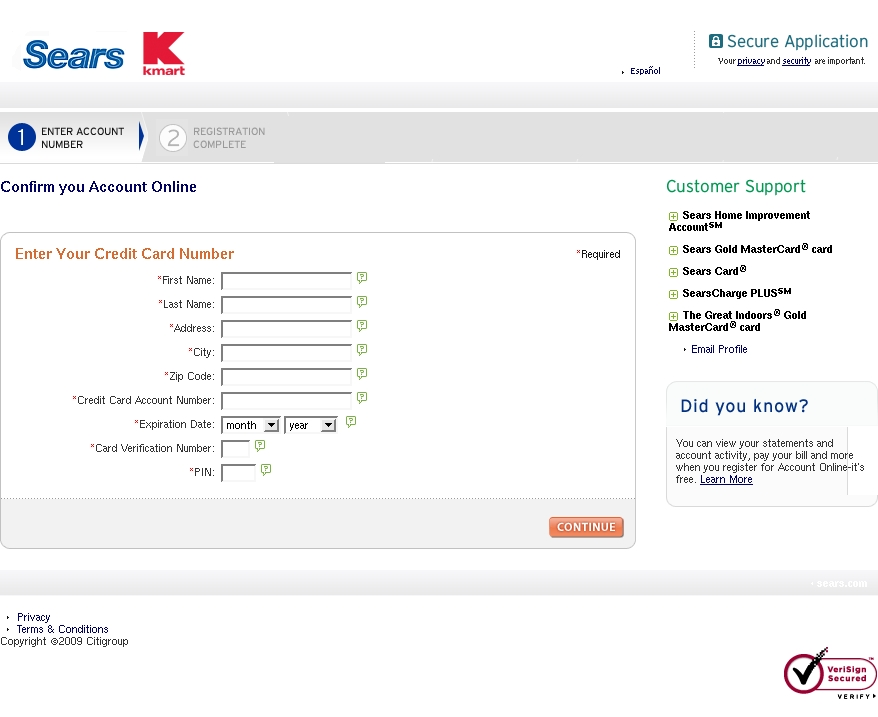 Sears
K
kmart
Español
Secure Application
Your privacy and security are important.
1 ENTER ACCOUNT NUMBER
2 REGISTRATION COMPLETE
Confirm you Account Online
Enter Your Credit Card Number
*Required
*First Name:
*Last Name:
*Address:
*City:
*Zip Code:
*Credit Card Account Number:
*Expiration Date: month year
*Card Verification Number:
*PIN:
CONTINUE
Customer Support
Sears Home Improvement
Account℠
Sears Gold MasterCard® card
Sears Card®
SearsCharge PLUS℠
The Great Indoors® Gold
MasterCard® card
Email Profile
Did you know?
You can view your statements and
account activity, pay your bill and more
when you register for Account Online-it's
free. Learn More
sears.com
Privacy
Terms & Conditions
Copyright ©2009 Citigroup
VeriSign™
Secured
VERIFY